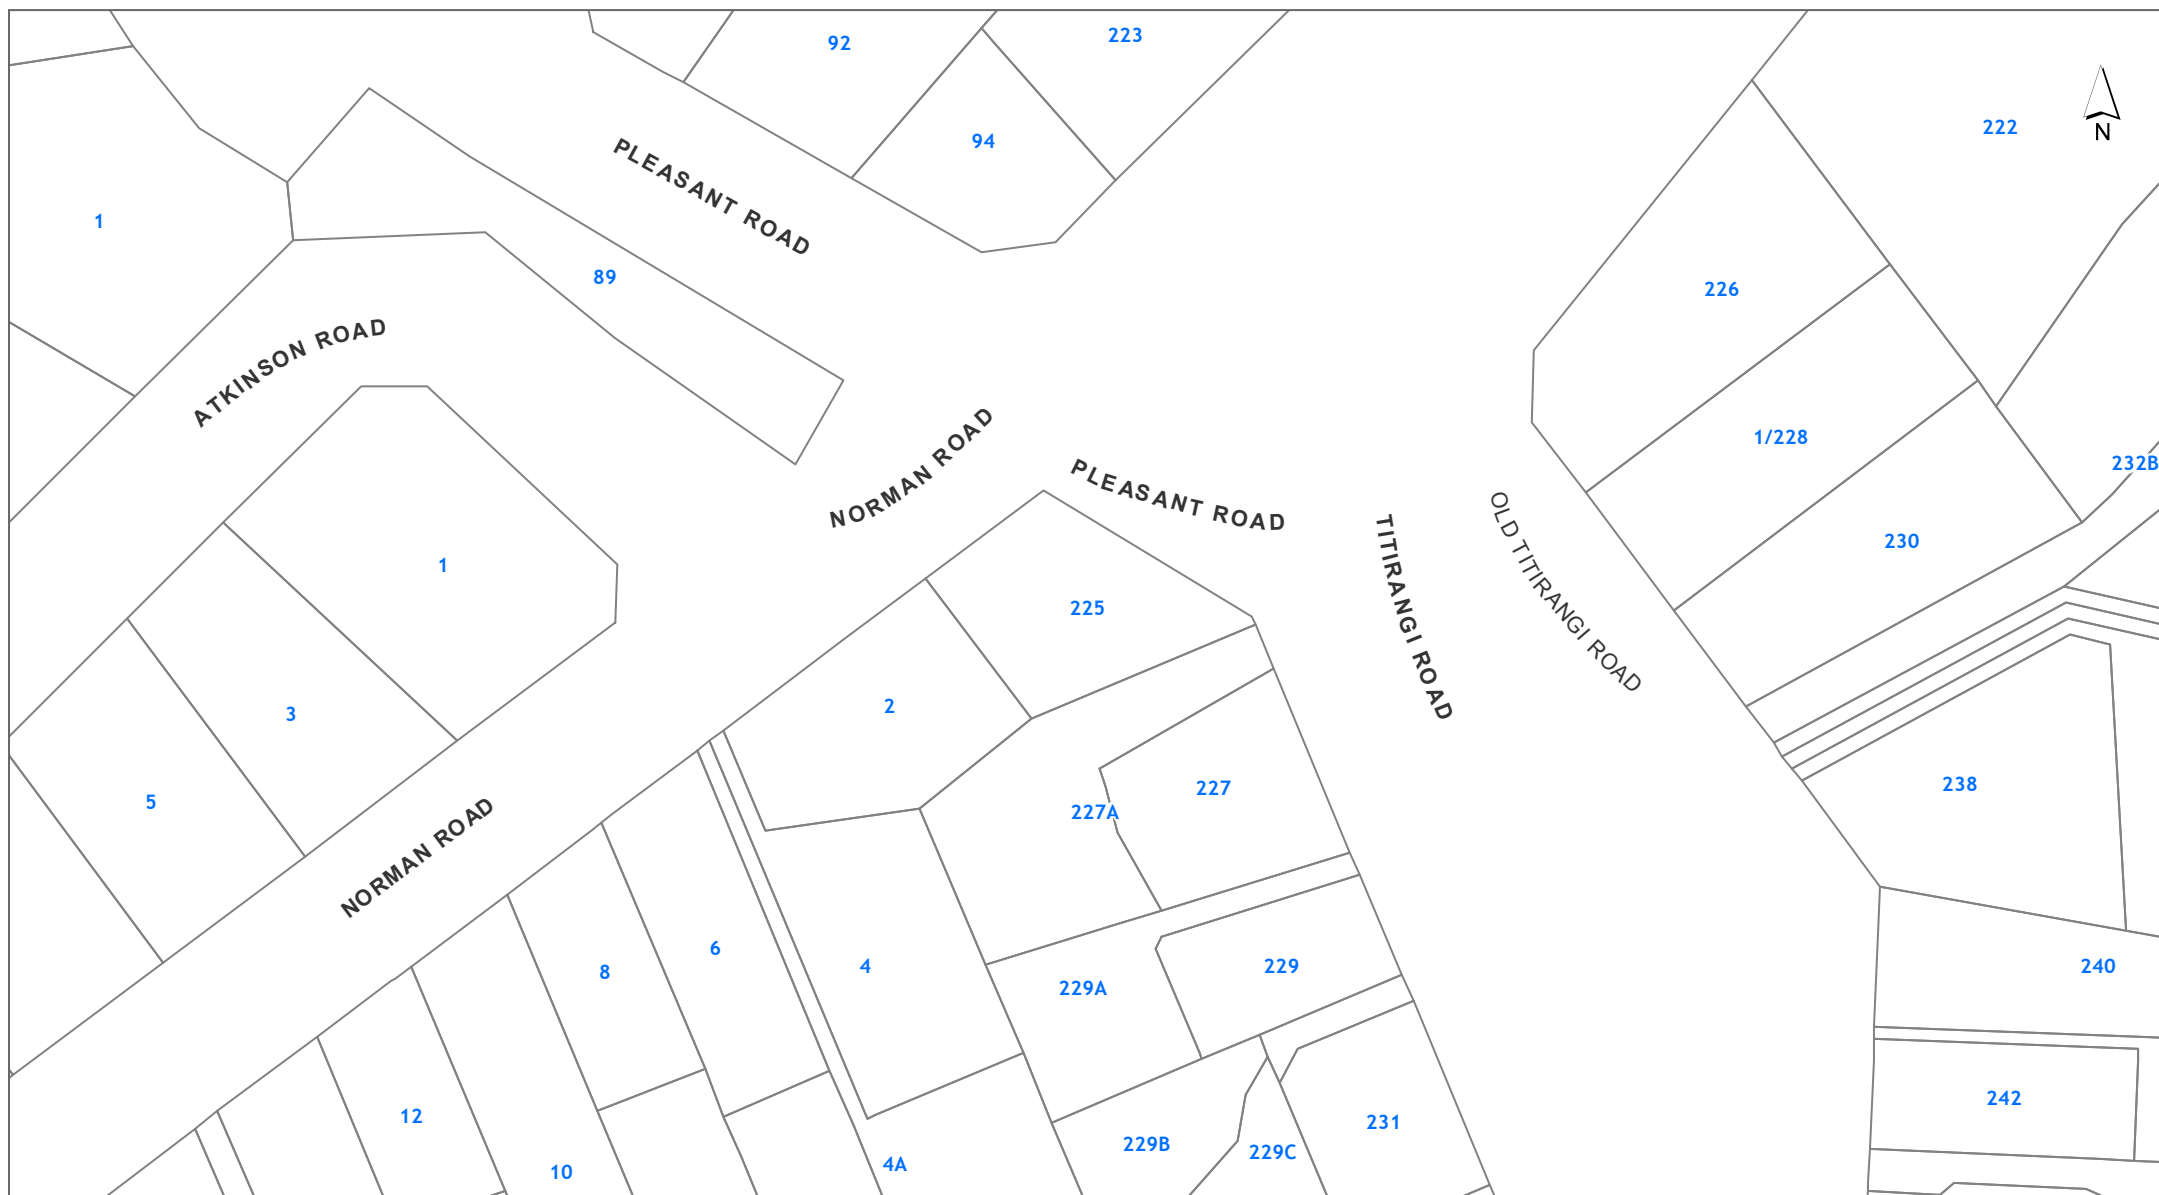 92
223
94
222
N
PLEASANT ROAD
1
89
226
ATKINSON ROAD
NORMAN ROAD
PLEASANT ROAD
1/228
232B
TITIRANGI ROAD
OLD TITIRANGI ROAD
230
1
225
3
2
5
227
227A
238
NORMAN ROAD
6
8
4
229A
229
240
12
10
4A
229B
229C
231
242